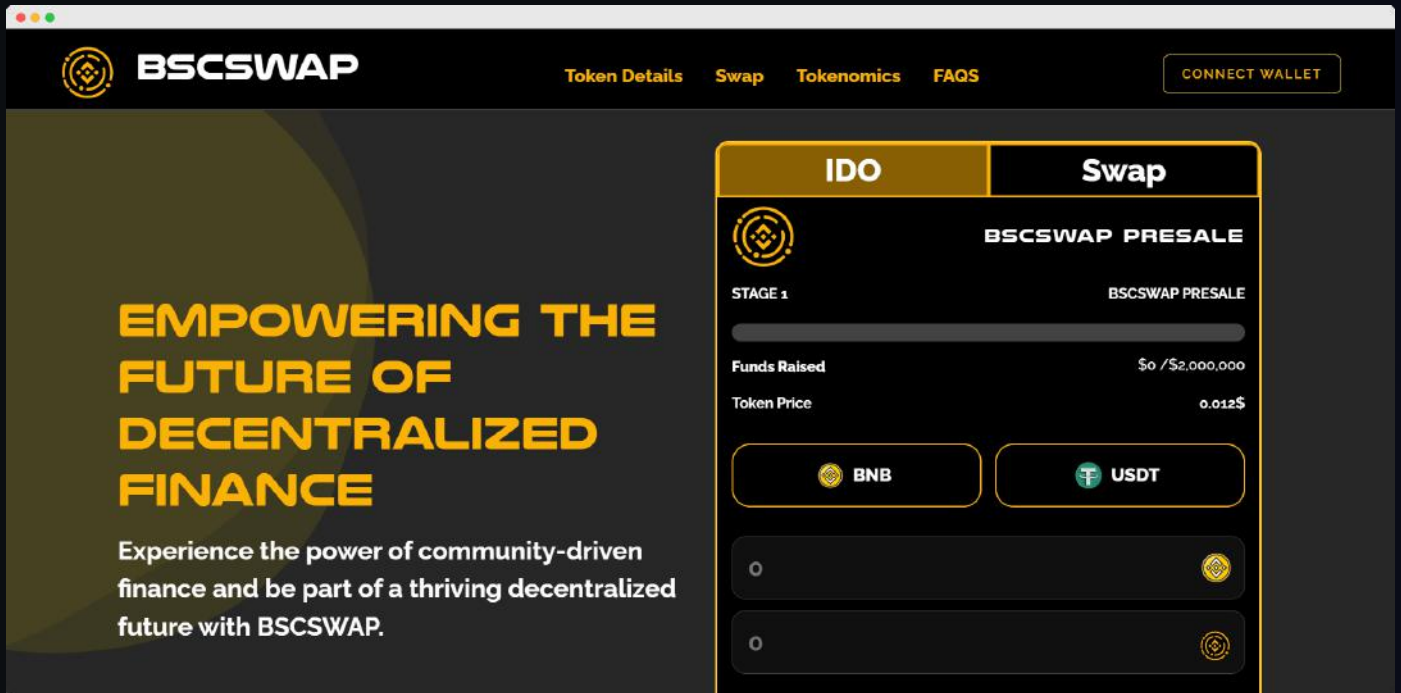 BSCSWAP
Token Details Swap Tokenomics FAQS
CONNECT WALLET
EMPOWERING THE
FUTURE OF
DECENTRALIZED
FINANCE
Experience the power of community-driven
finance and be part of a thriving decentralized
future with BSCSWAP.
IDO Swap
BSCSWAP PRESALE
STAGE 1 BSCSWAP PRESALE
Funds Raised $0 /$2,000,000
Token Price 0.012$
BNB USDT
0
0